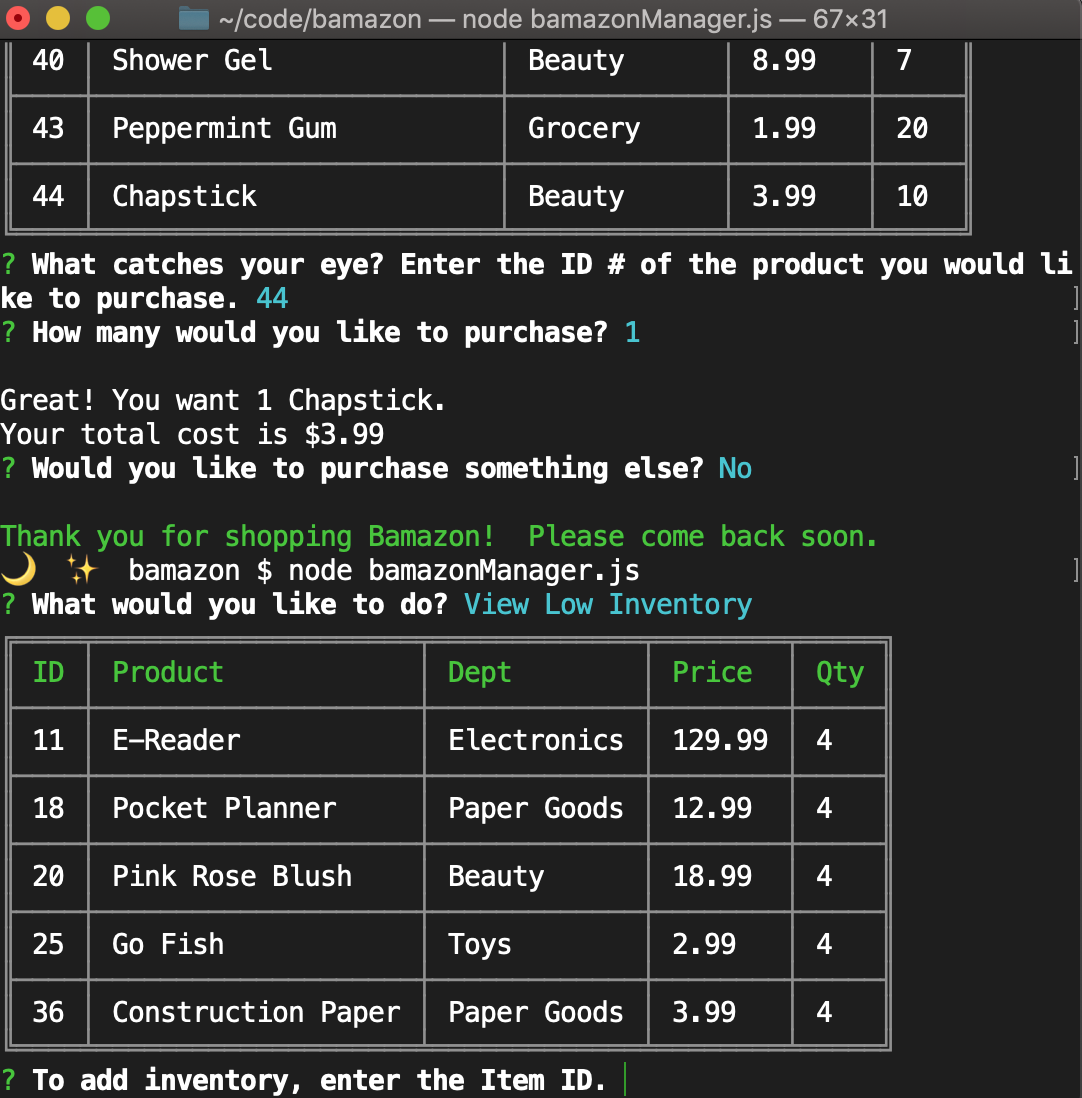 ~/code/bamazon — node bamazonManager.js — 67×31
40 Shower Gel Beauty 8.99 7
43 Peppermint Gum Grocery 1.99 20
44 Chapstick Beauty 3.99 10
? What catches your eye? Enter the ID # of the product you would li
ke to purchase. 44 ]
? How many would you like to purchase? 1 ]
Great! You want 1 Chapstick.
Your total cost is $3.99
? Would you like to purchase something else? No ]
Thank you for shopping Bamazon!  Please come back soon.
🌙 ✨ bamazon $ node bamazonManager.js ]
? What would you like to do? View Low Inventory
ID Product Dept Price Qty
11 E-Reader Electronics 129.99 4
18 Pocket Planner Paper Goods 12.99 4
20 Pink Rose Blush Beauty 18.99 4
25 Go Fish Toys 2.99 4
36 Construction Paper Paper Goods 3.99 4
? To add inventory, enter the Item ID.